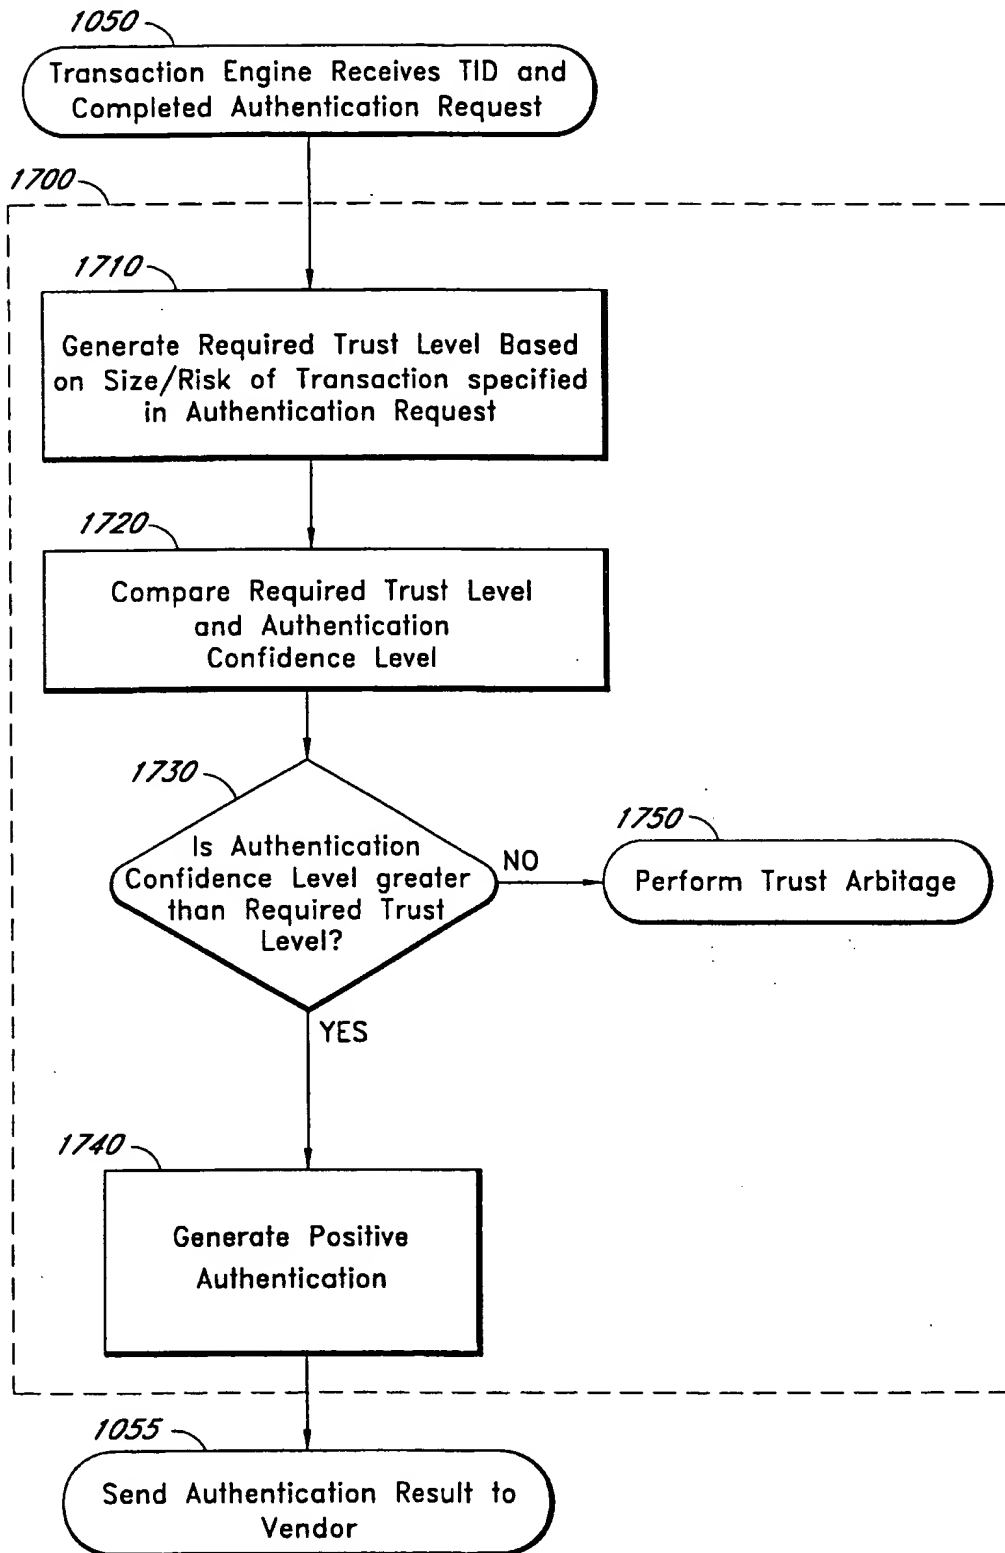 1050
Transaction Engine Receives TID and
Completed Authentication Request
1700
1710
Generate Required Trust Level Based
on Size/Risk of Transaction specified
in Authentication Request
1720
Compare Required Trust Level
and Authentication
Confidence Level
1730
Is Authentication
Confidence Level greater
than Required Trust
Level?
NO
1750
Perform Trust Arbitage
YES
1740
Generate Positive
Authentication
1055
Send Authentication Result to
Vendor